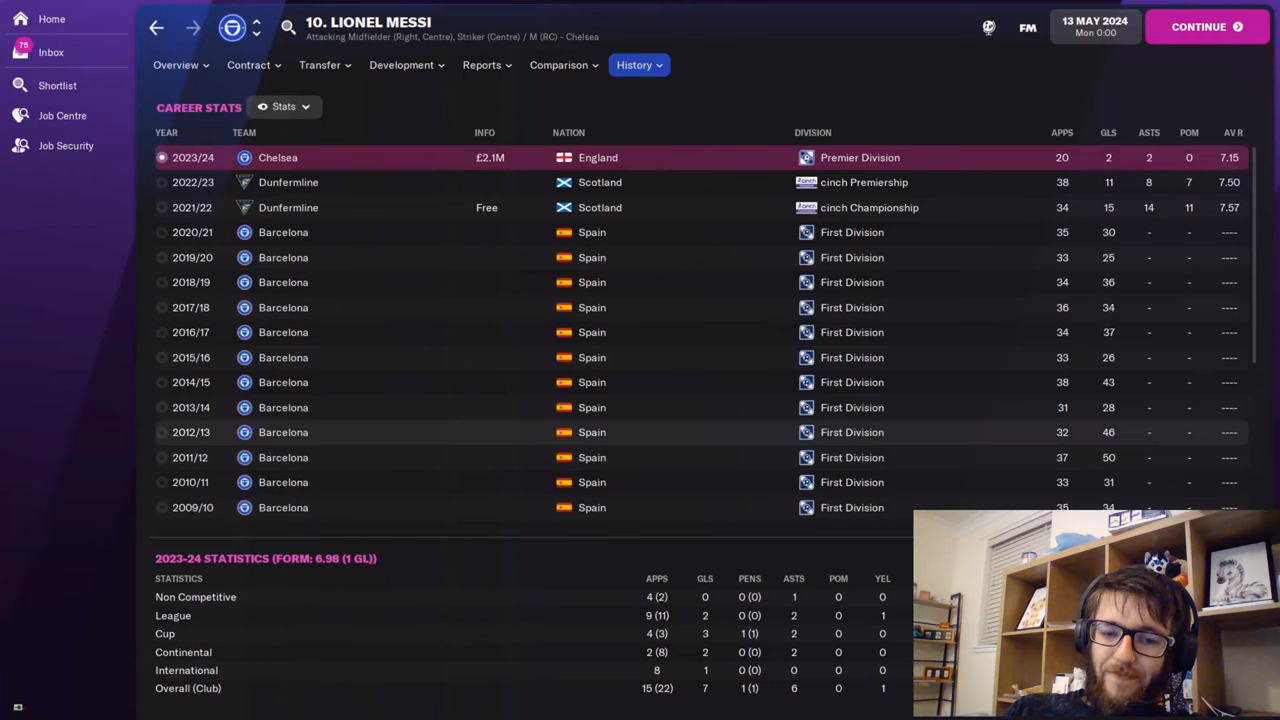 Home
75
Inbox
Shortlist
Job Centre
Job Security
10. LIONEL MESSI
Attacking Midfielder (Right, Centre), Striker (Centre) / M (RC) - Chelsea
FM
13 MAY 2024
Mon 0:00
CONTINUE
Overview Contract Transfer Development Reports Comparison History
CAREER STATS Stats
YEAR TEAM INFO NATION DIVISION APPS GLS ASTS POM AV R
2023/24 Chelsea £2.1M England Premier Division 20 2 2 0 7.15
2022/23 Dunfermline Scotland cinch cinch Premiership 38 11 8 7 7.50
2021/22 Dunfermline Free Scotland cinch cinch Championship 34 15 14 11 7.57
2020/21 Barcelona Spain First Division 35 30 - - ----
2019/20 Barcelona Spain First Division 33 25 - - ----
2018/19 Barcelona Spain First Division 34 36 - - ----
2017/18 Barcelona Spain First Division 36 34 - - ----
2016/17 Barcelona Spain First Division 34 37 - - ----
2015/16 Barcelona Spain First Division 33 26 - - ----
2014/15 Barcelona Spain First Division 38 43 - - ----
2013/14 Barcelona Spain First Division 31 28 - - ----
2012/13 Barcelona Spain First Division 32 46 - - ----
2011/12 Barcelona Spain First Division 37 50 - - ----
2010/11 Barcelona Spain First Division 33 31 - - ----
2009/10 Barcelona Spain First Division 35 34 - - ----
2023-24 STATISTICS (FORM: 6.98 (1 GL))
STATISTICS APPS GLS PENS ASTS POM YEL
Non Competitive 4 (2) 0 0 (0) 1 0 0
League 9 (11) 2 0 (0) 2 0 1
Cup 4 (3) 3 1 (1) 2 0 0
Continental 2 (8) 2 0 (0) 2 0 0
International 8 1 0 (0) 0 0 0
Overall (Club) 15 (22) 7 1 (1) 6 0 1